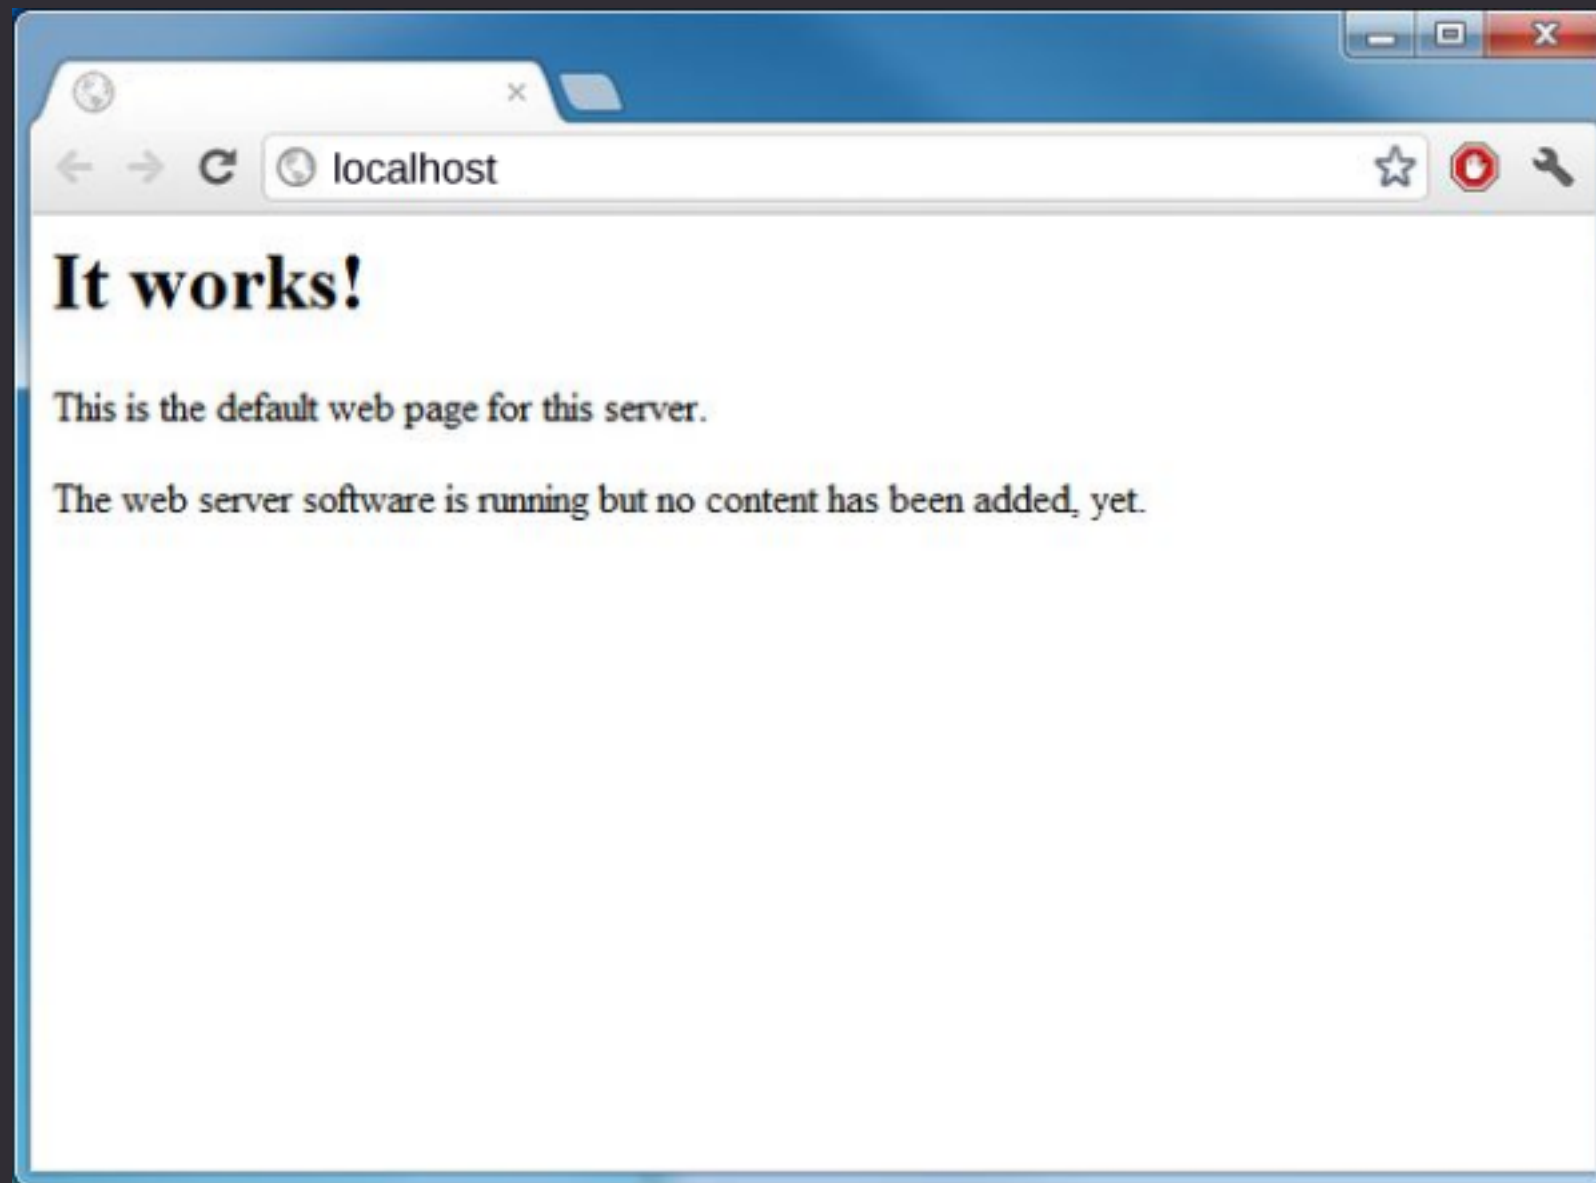 localhost
It works!
This is the default web page for this server.
The web server software is running but no content has been added, yet.